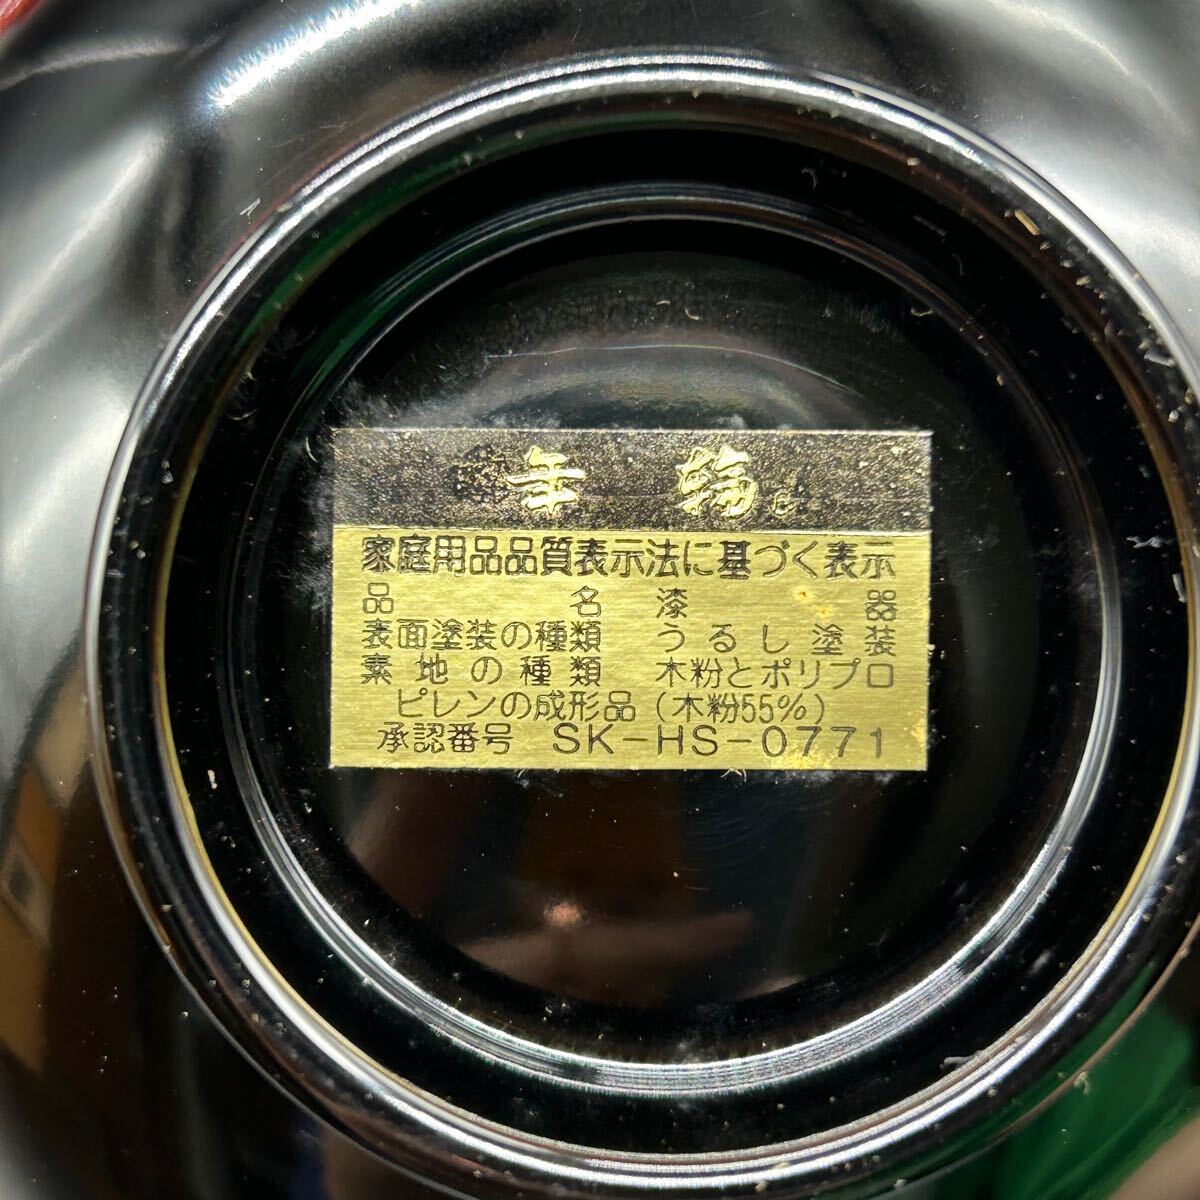 家庭用品品質表示法に基づく表示
品名 漆器
表面塗装の種類 うるし塗装
素地の種類 木粉とポリプロ
ピレンの成形品(木粉55%)
承認番号 SK-HS-0771